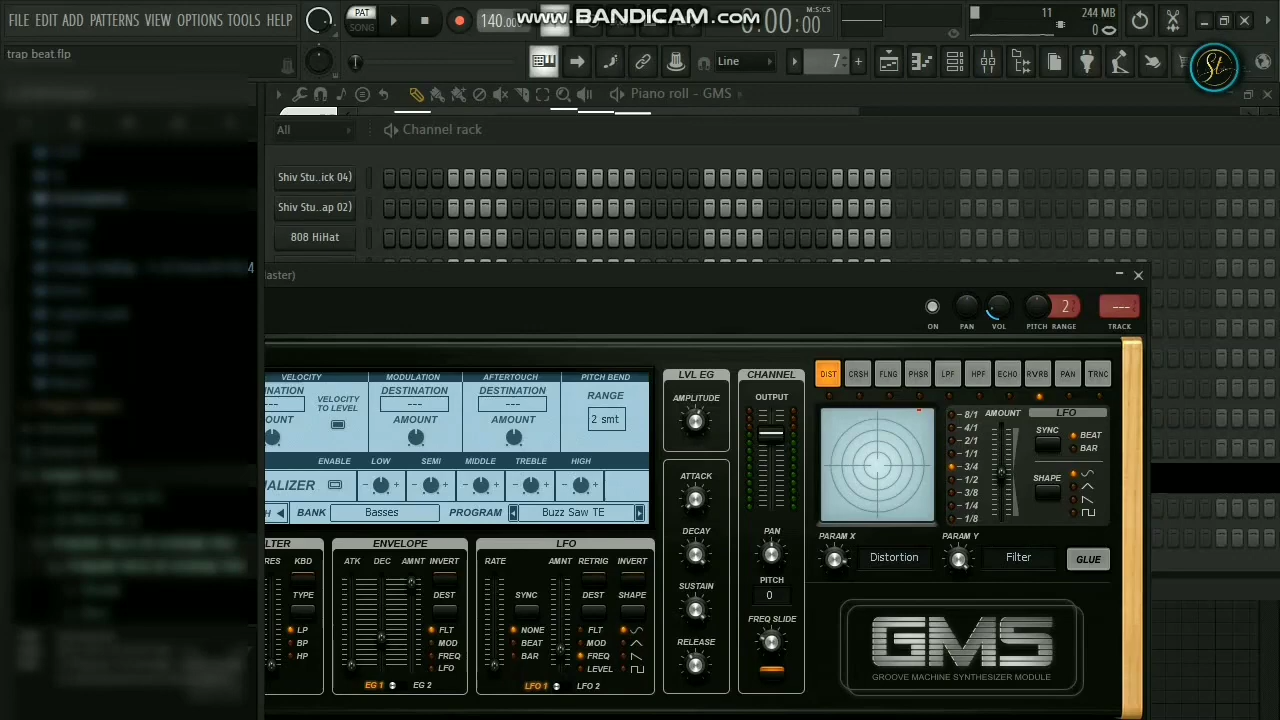 FILE EDIT ADD PATTERNS VIEW OPTIONS TOOLS HELP
PAT
SONG
140.00
www.BANDICAM.com
0:00:00
M:S:CS
11
244 MB
0
trap beat.flp
Line
7
St
Piano roll - GMS
All
Channel rack
Shiv Stu..ick 04)
Shiv Stu..ap 02)
808 HiHat
4
laster)
ON
PAN
VOL
PITCH
2
RANGE
---
TRACK
VELOCITY
MODULATION
AFTERTOUCH
PITCH BEND
INATION
DESTINATION
DESTINATION
RANGE
---
---
---
VELOCITY TO LEVEL
2 smt
OUNT
AMOUNT
AMOUNT
ENABLE
LOW
SEMI
MIDDLE
TREBLE
HIGH
IALIZER
BANK
Basses
PROGRAM
Buzz Saw TE
LVL EG
AMPLITUDE
ATTACK
DECAY
SUSTAIN
RELEASE
CHANNEL
OUTPUT
PAN
PITCH
0
FREQ SLIDE
DIST
CRSH
FLNG
PHSR
LPF
HPF
ECHO
RVRB
PAN
TRNC
8/1
4/1
2/1
1/1
3/4
1/2
3/8
1/4
1/8
AMOUNT
LFO
SYNC
BEAT
BAR
SHAPE
PARAM X
Distortion
PARAM Y
Filter
GLUE
LTER
RES
KBD
TYPE
LP
BP
HP
ENVELOPE
ATK
DEC
AMNT
INVERT
DEST
FLT
MOD
FREQ
LFO
EG 1
EG 2
LFO
RATE
AMNT
RETRIG
INVERT
SYNC
DEST
SHAPE
NONE
BEAT
BAR
FLT
MOD
FREQ
LEVEL
LFO 1
LFO 2
GMS
GROOVE MACHINE SYNTHESIZER MODULE